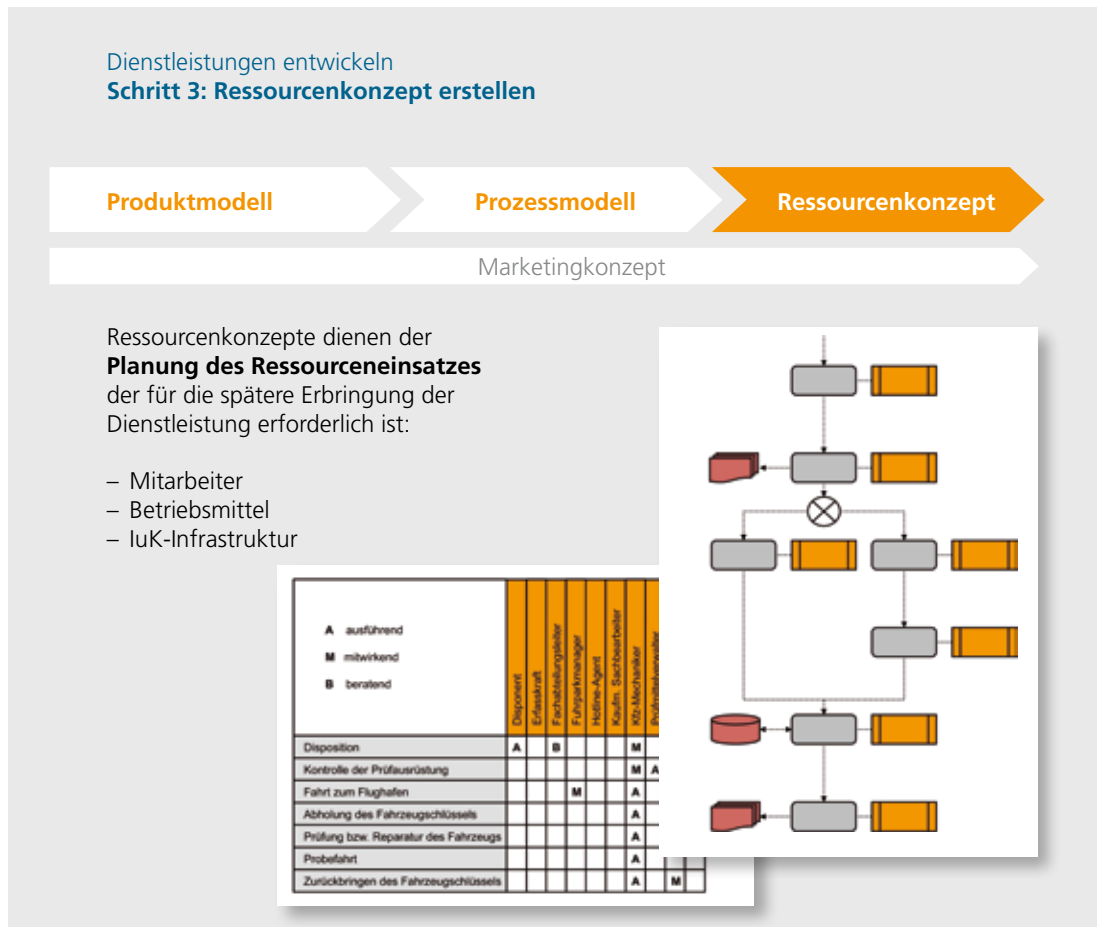 Dienstleistungen entwickeln
Schritt 3: Ressourcenkonzept erstellen
Produktmodell
Prozessmodell
Ressourcenkonzept
Marketingkonzept
Ressourcenkonzepte dienen der
Planung des Ressourceneinsatzes
der für die spätere Erbringung der
Dienstleistung erforderlich ist:
– Mitarbeiter
– Betriebsmittel
– IuK-Infrastruktur
A ausführend
M mitwirkend
B beratend
Disponent
Erfasskraft
Fachabteilungsleiter
Fuhrparkmanager
Hotline-Agent
Kaufm. Sachbearbeiter
Kfz-Mechaniker
Prüfmittelverwalter
Disposition A B M
Kontrolle der Prüfausrüstung M A
Fahrt zum Flughafen M A
Abholung des Fahrzeugschlüssels A
Prüfung bzw. Reparatur des Fahrzeugs A
Probefahrt A
Zurückbringen des Fahrzeugschlüssels A M